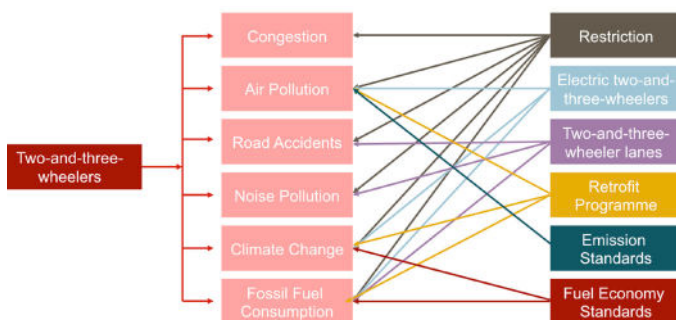 Two-and-three-
wheelers
Congestion
Air Pollution
Road Accidents
Noise Pollution
Climate Change
Fossil Fuel
Consumption
Restriction
Electric two-and-
three-wheelers
Two-and-three-
wheeler lanes
Retrofit
Programme
Emission
Standards
Fuel Economy
Standards